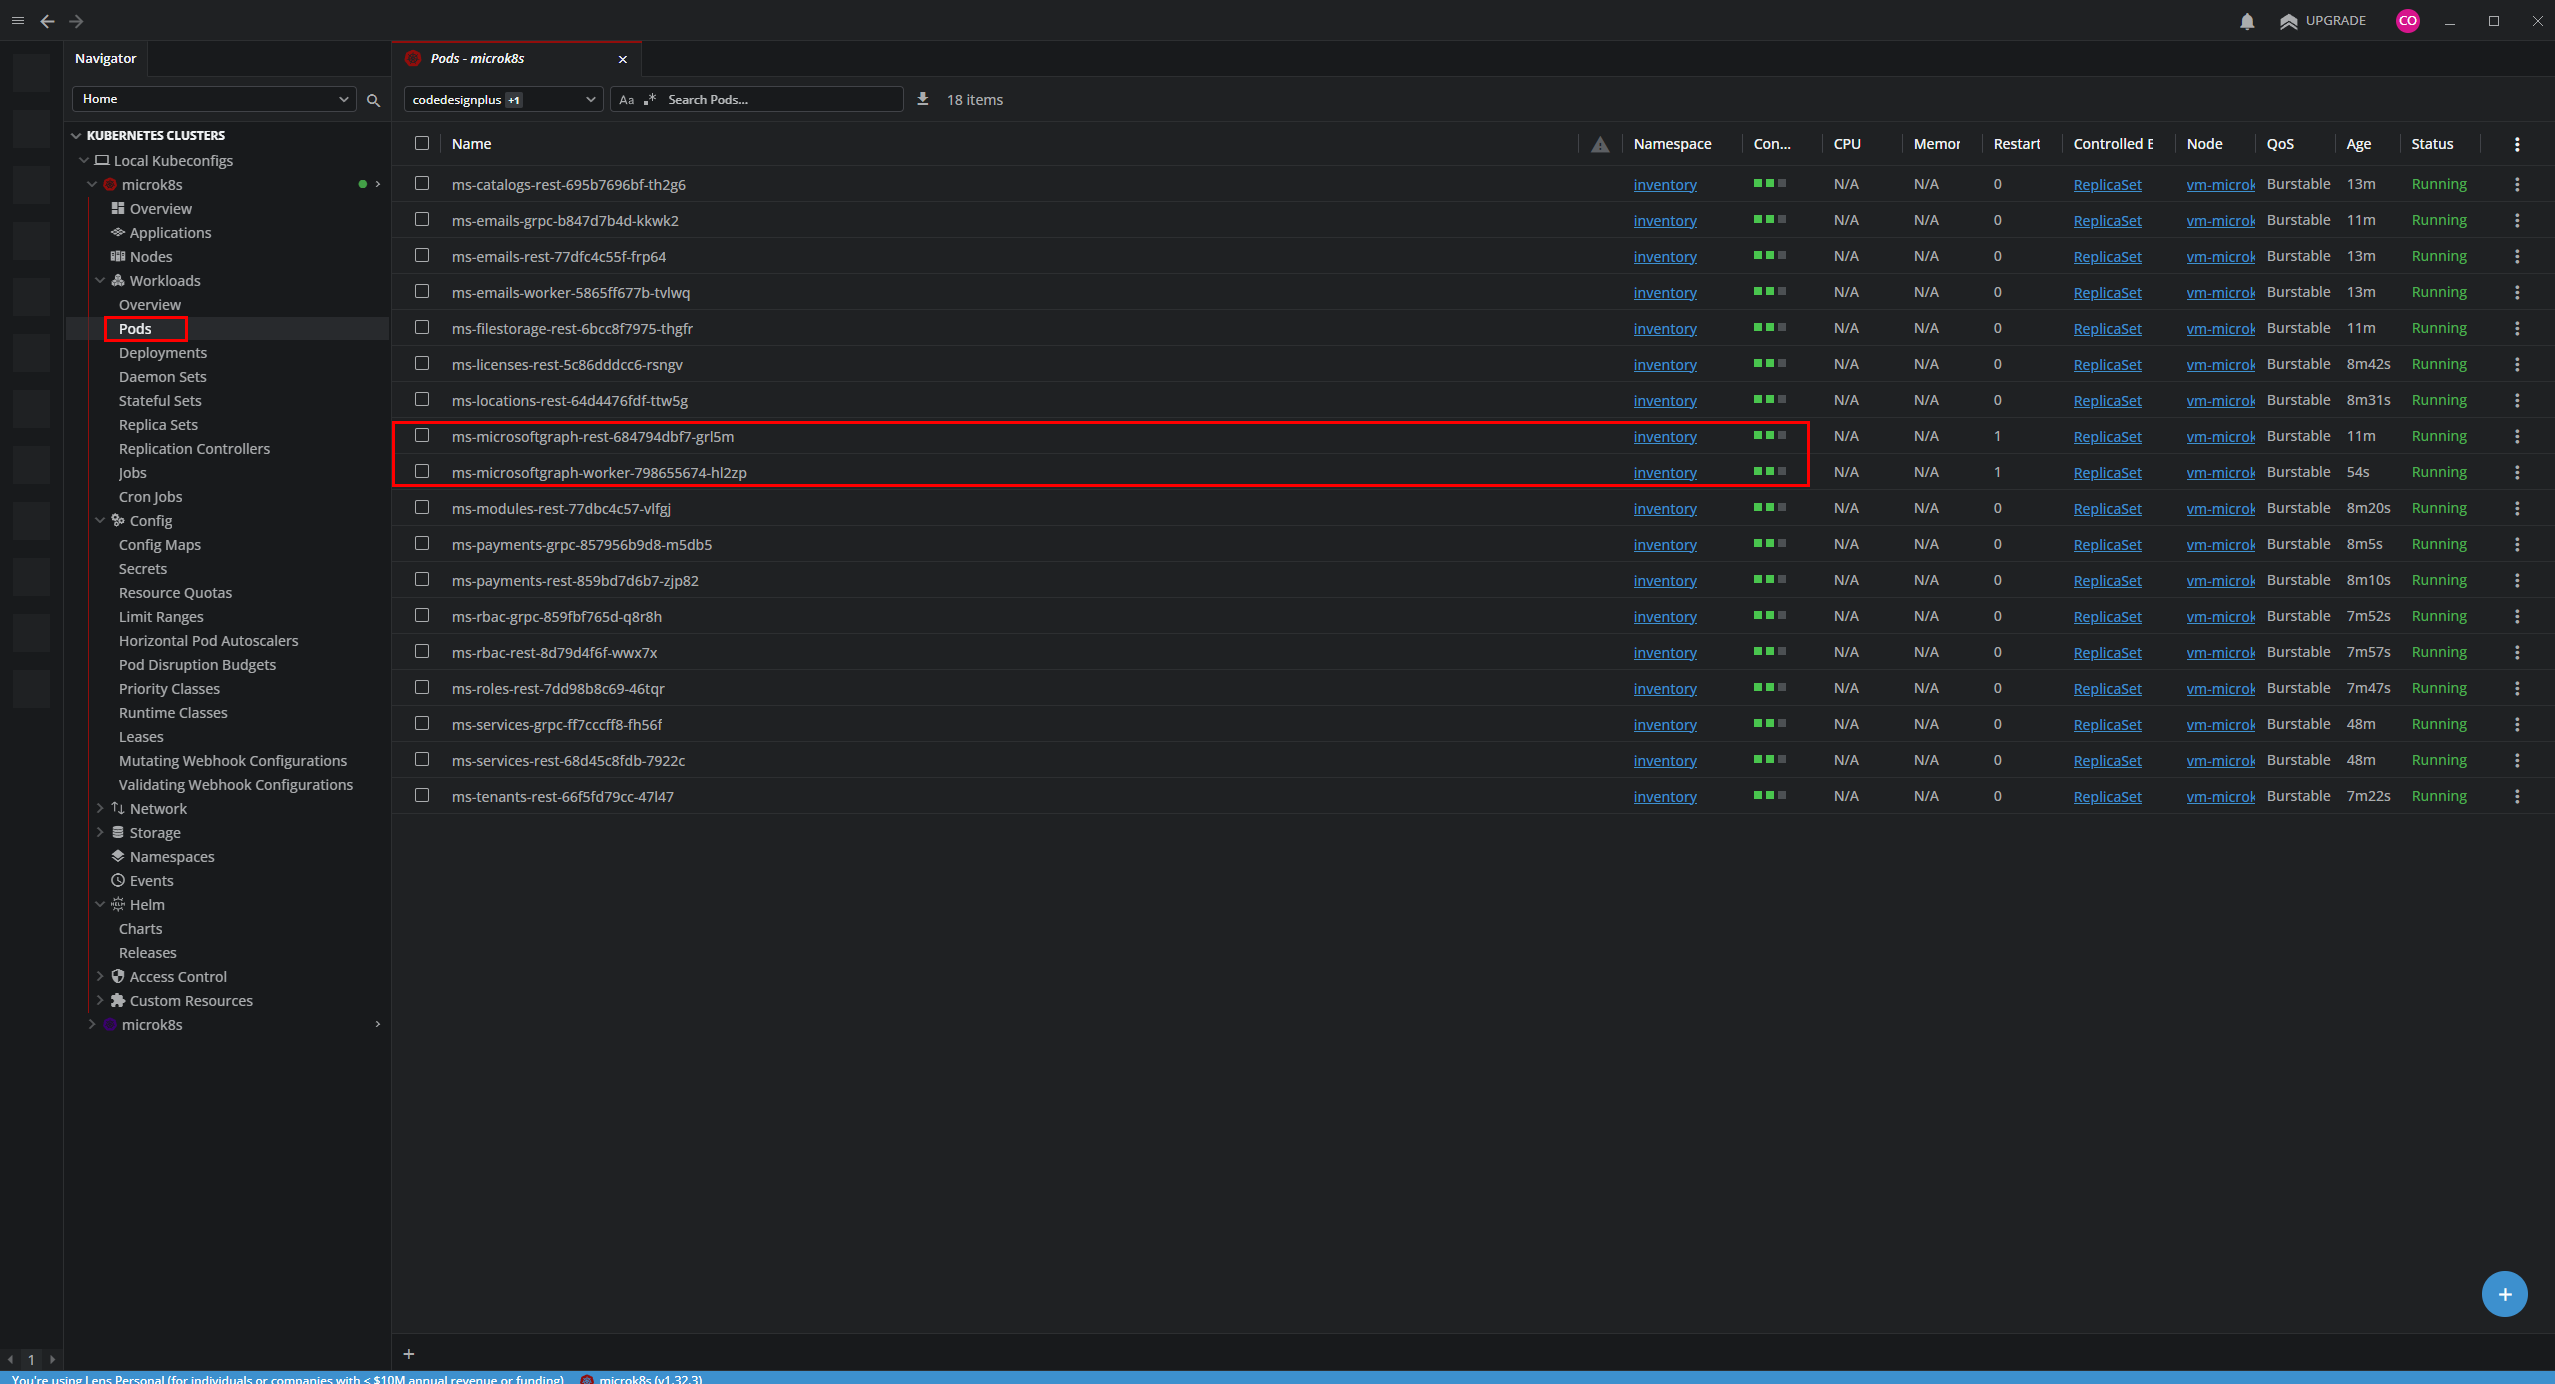 UPGRADE
CO
Navigator
Pods - microk8s
Home
codedesignplus +1
Aa .* Search Pods...
18 items
KUBERNETES CLUSTERS
Local Kubeconfigs
microk8s
Overview
Applications
Nodes
Workloads
Overview
Pods
Deployments
Daemon Sets
Stateful Sets
Replica Sets
Replication Controllers
Jobs
Cron Jobs
Config
Config Maps
Secrets
Resource Quotas
Limit Ranges
Horizontal Pod Autoscalers
Pod Disruption Budgets
Priority Classes
Runtime Classes
Leases
Mutating Webhook Configurations
Validating Webhook Configurations
Network
Storage
Namespaces
Events
Helm
Charts
Releases
Access Control
Custom Resources
microk8s
Name Namespace Con... CPU Memor Restart Controlled E Node QoS Age Status
ms-catalogs-rest-695b7696bf-th2g6 inventory N/A N/A 0 ReplicaSet vm-microk Burstable 13m Running
ms-emails-grpc-b847d7b4d-kkwk2 inventory N/A N/A 0 ReplicaSet vm-microk Burstable 11m Running
ms-emails-rest-77dfc4c55f-frp64 inventory N/A N/A 0 ReplicaSet vm-microk Burstable 13m Running
ms-emails-worker-5865ff677b-tvlwq inventory N/A N/A 0 ReplicaSet vm-microk Burstable 13m Running
ms-filestorage-rest-6bcc8f7975-thgfr inventory N/A N/A 0 ReplicaSet vm-microk Burstable 11m Running
ms-licenses-rest-5c86dddcc6-rsngv inventory N/A N/A 0 ReplicaSet vm-microk Burstable 8m42s Running
ms-locations-rest-64d4476fdf-ttw5g inventory N/A N/A 0 ReplicaSet vm-microk Burstable 8m31s Running
ms-microsoftgraph-rest-684794dbf7-grl5m inventory N/A N/A 1 ReplicaSet vm-microk Burstable 11m Running
ms-microsoftgraph-worker-798655674-hl2zp inventory N/A N/A 1 ReplicaSet vm-microk Burstable 54s Running
ms-modules-rest-77dbc4c57-vlfgj inventory N/A N/A 0 ReplicaSet vm-microk Burstable 8m20s Running
ms-payments-grpc-857956b9d8-m5db5 inventory N/A N/A 0 ReplicaSet vm-microk Burstable 8m5s Running
ms-payments-rest-859bd7d6b7-zjp82 inventory N/A N/A 0 ReplicaSet vm-microk Burstable 8m10s Running
ms-rbac-grpc-859fbf765d-q8r8h inventory N/A N/A 0 ReplicaSet vm-microk Burstable 7m52s Running
ms-rbac-rest-8d79d4f6f-wwx7x inventory N/A N/A 0 ReplicaSet vm-microk Burstable 7m57s Running
ms-roles-rest-7dd98b8c69-46tqr inventory N/A N/A 0 ReplicaSet vm-microk Burstable 7m47s Running
ms-services-grpc-ff7cccff8-fh56f inventory N/A N/A 0 ReplicaSet vm-microk Burstable 48m Running
ms-services-rest-68d45c8fdb-7922c inventory N/A N/A 0 ReplicaSet vm-microk Burstable 48m Running
ms-tenants-rest-66f5fd79cc-47l47 inventory N/A N/A 0 ReplicaSet vm-microk Burstable 7m22s Running
1
You're using Lens Personal (for individuals or companies with < $10M annual revenue or funding) microk8s (v1.32.3)